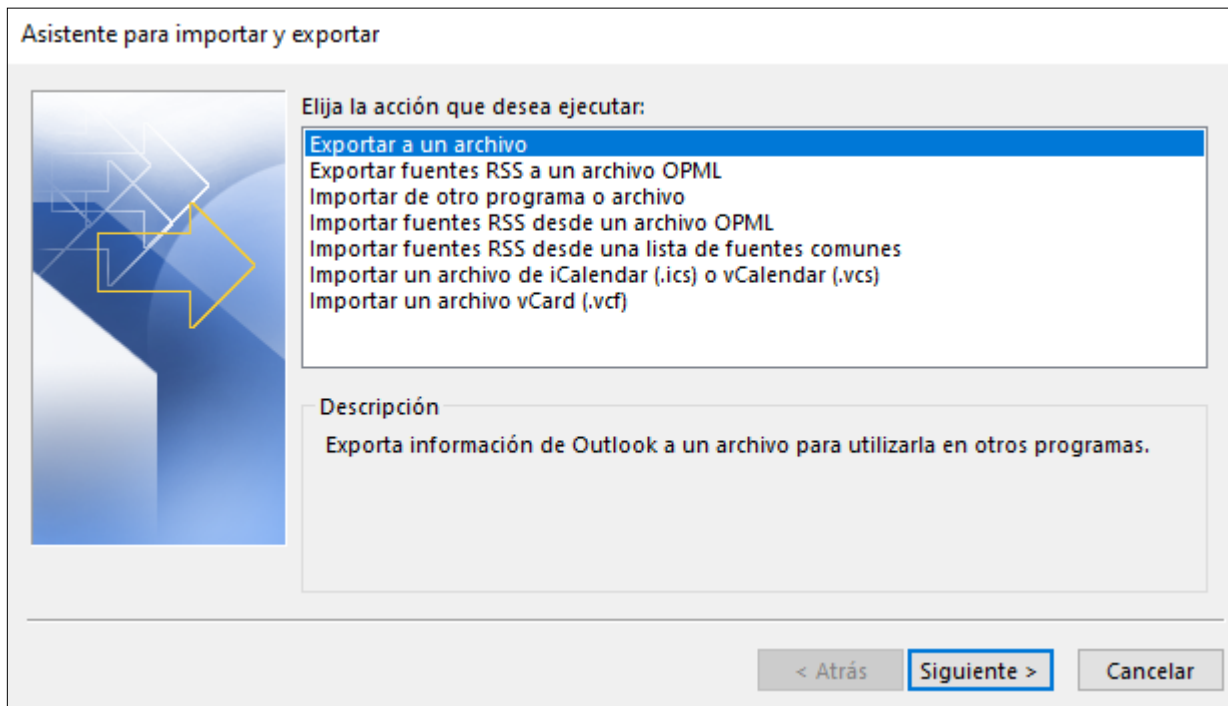 Asistente para importar y exportar
Elija la acción que desea ejecutar:
Exportar a un archivo
Exportar fuentes RSS a un archivo OPML
Importar de otro programa o archivo
Importar fuentes RSS desde un archivo OPML
Importar fuentes RSS desde una lista de fuentes comunes
Importar un archivo de iCalendar (.ics) o vCalendar (.vcs)
Importar un archivo vCard (.vcf)
Descripción
Exporta información de Outlook a un archivo para utilizarla en otros programas.
< Atrás Siguiente > Cancelar